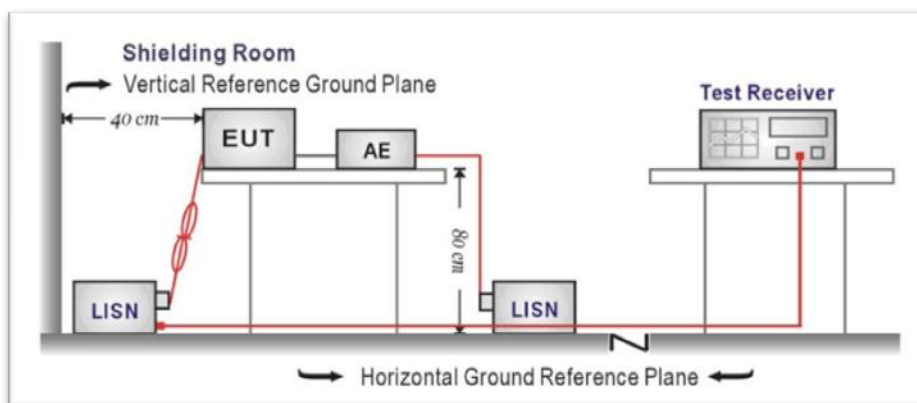 Shielding Room
Vertical Reference Ground Plane
Test Receiver
40 cm
EUT
AE
80 cm
LISN
LISN
Horizontal Ground Reference Plane